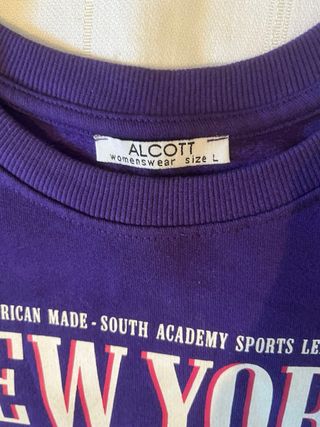 ALCOTT
womenswear size L
RICAN MADE - SOUTH ACADEMY SPORTS LE
EW YOR